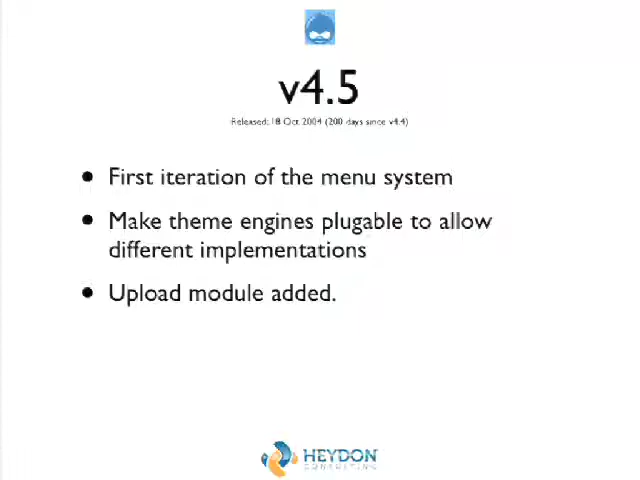 v4.5
Released: 18 Oct 2004 (200 days since v4.4)
• First iteration of the menu system
• Make theme engines plugable to allow
different implementations
• Upload module added.
HEYDON
CONSULTING